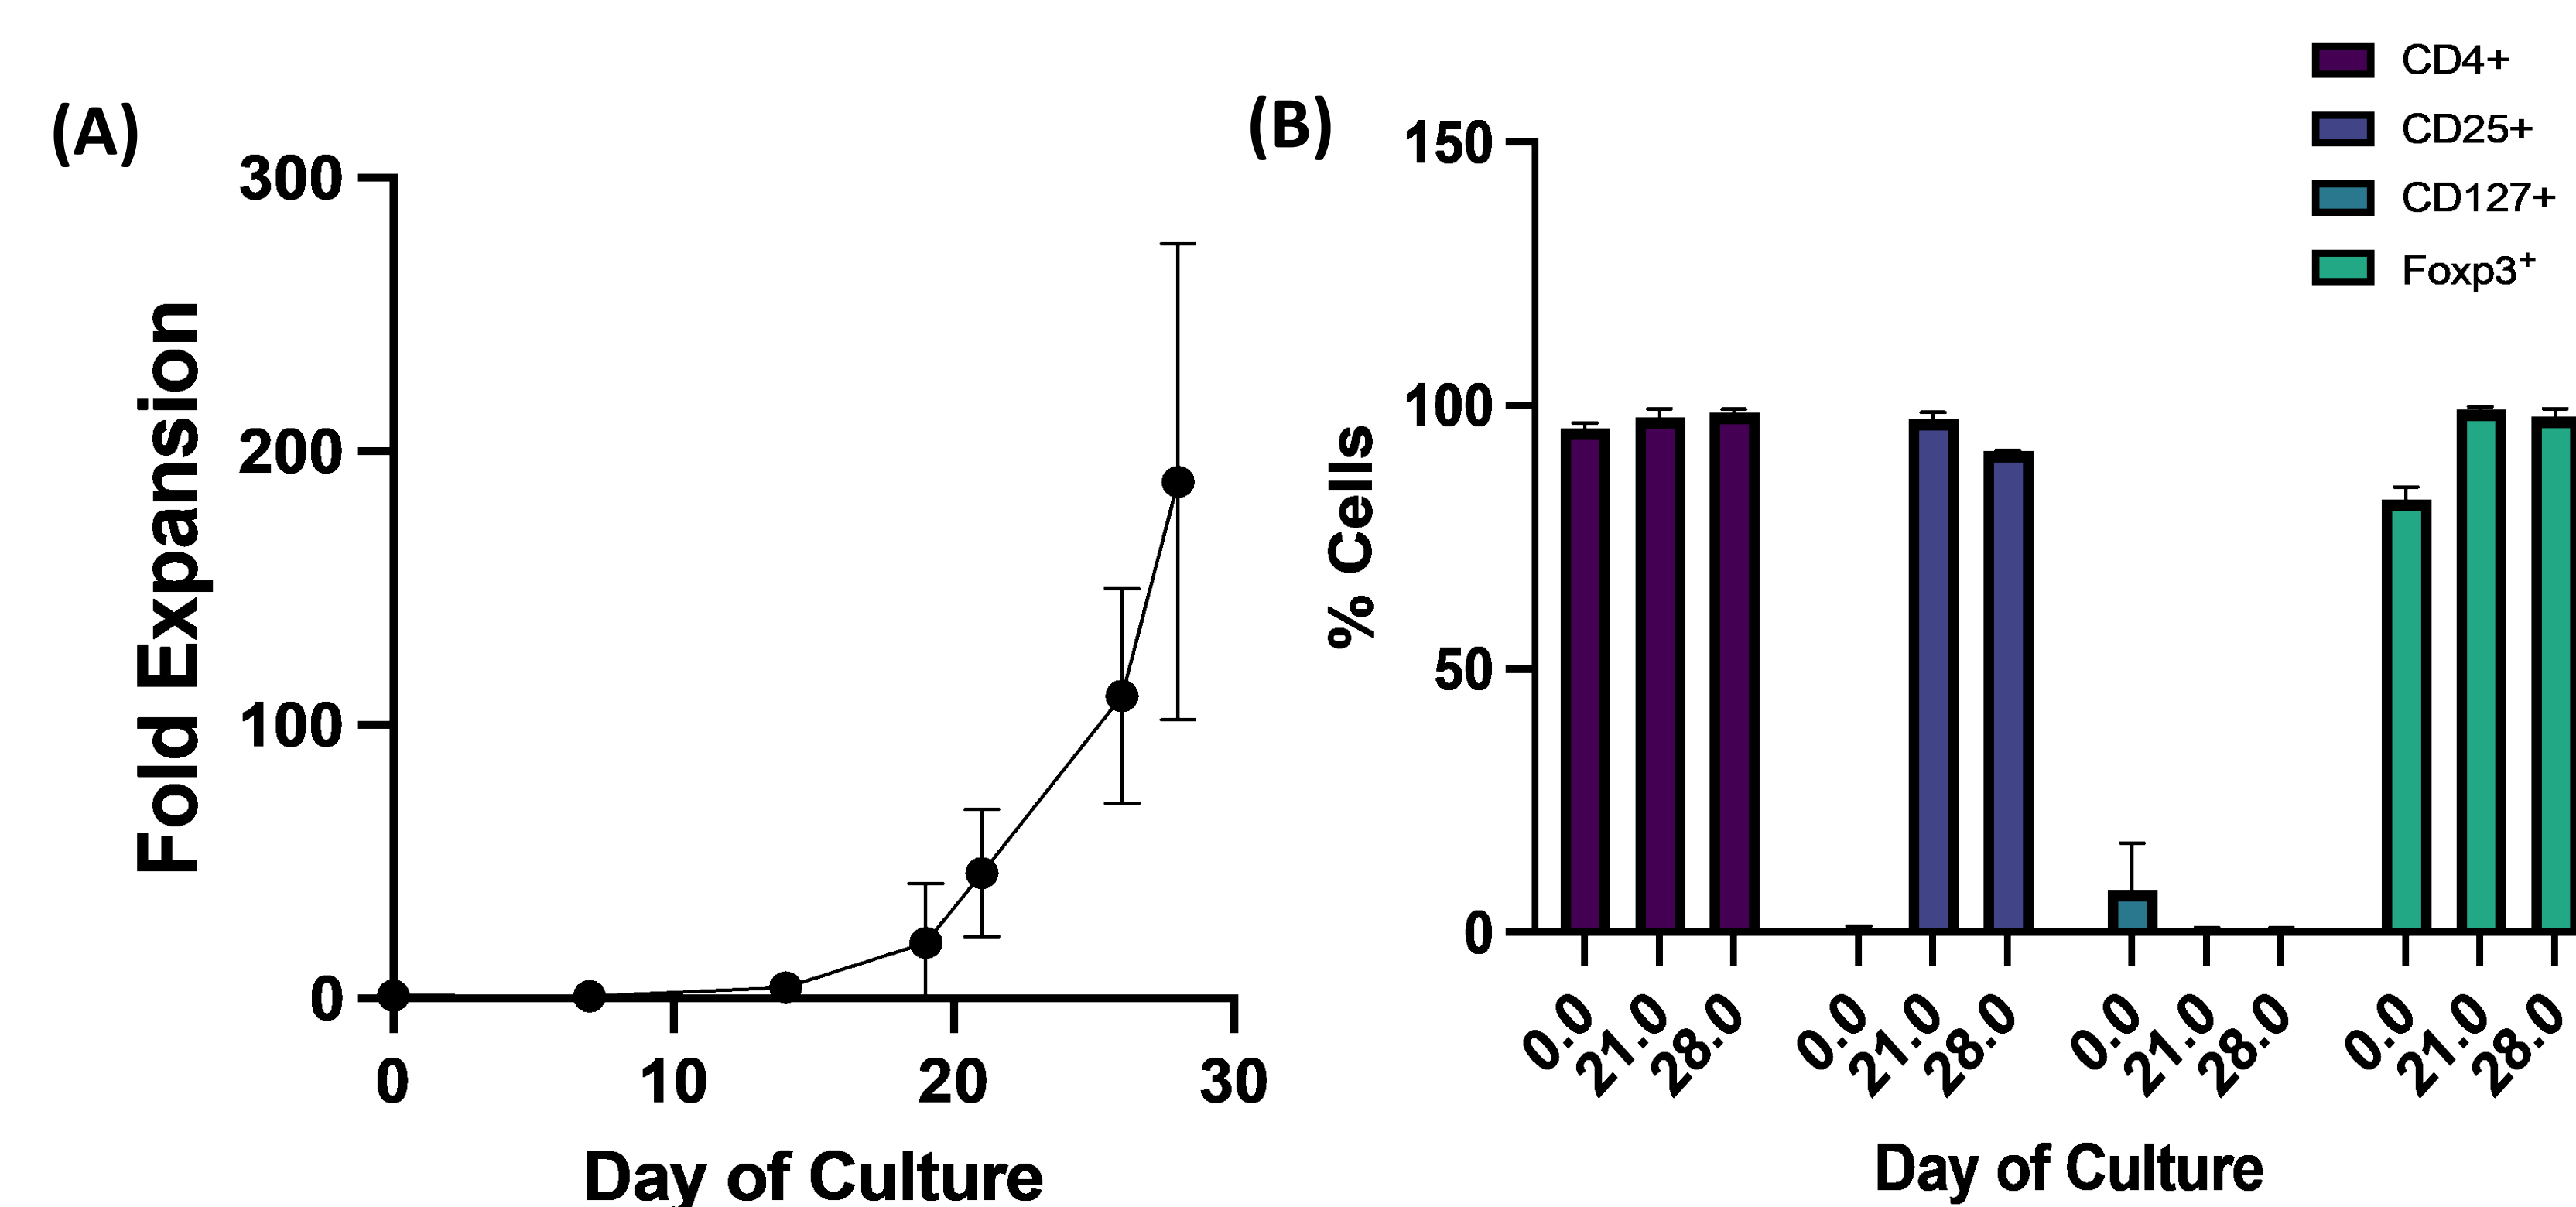 (A)
300
200
100
0
Fold Expansion
0 10 20 30
Day of Culture
(B)
CD4+
CD25+
CD127+
Foxp3+
150
100
50
0
% Cells
0.0 21.0 28.0 0.0 21.0 28.0 0.0 21.0 28.0 0.0 21.0 28.0
Day of Culture